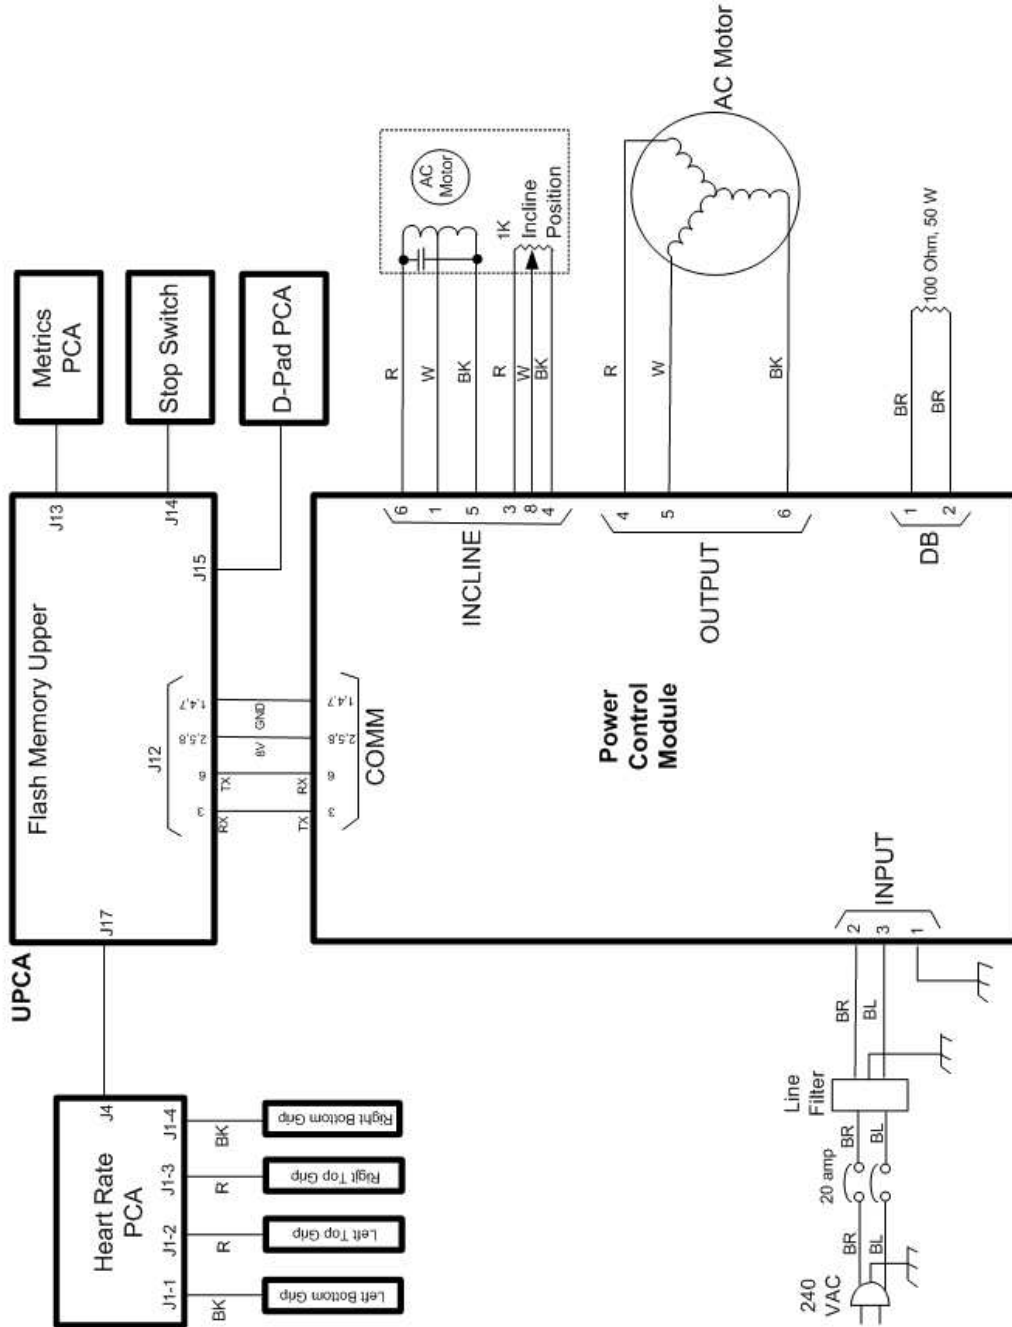 UPCA
Flash Memory Upper
J17
J13
J14
J15
J12
3
6
2,5,8
1,4,7
RX
TX
8V
GND
TX
RX
3
6
2,5,8
1,4,7
COMM
Metrics
PCA
Stop Switch
D-Pad PCA
Heart Rate
PCA
J4
J1-1
J1-2
J1-3
J1-4
BK
R
R
BK
Left Bottom Grip
Left Top Grip
Rigjt Top Grip
Right Bottom Grip
Power
Control
Module
INCLINE
6
1
5
3
8
4
R
W
BK
R
W
BK
AC
Motor
1K
Incline
Position
OUTPUT
4
5
6
R
W
BK
AC Motor
DB
1
2
BR
BR
100 Ohm, 50 W
INPUT
2
3
1
BR
BL
Line
Filter
BR
BL
20 amp
BR
BL
240
VAC